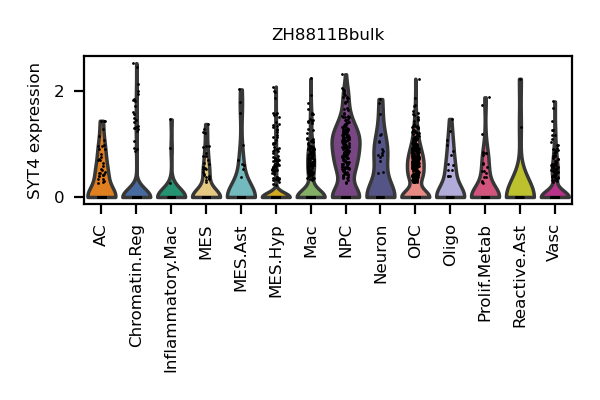 ZH8811Bbulk
SYT4 expression
2
0
AC
Chromatin.Reg
Inflammatory.Mac
MES
MES.Ast
MES.Hyp
Mac
NPC
Neuron
OPC
Oligo
Prolif.Metab
Reactive.Ast
Vasc